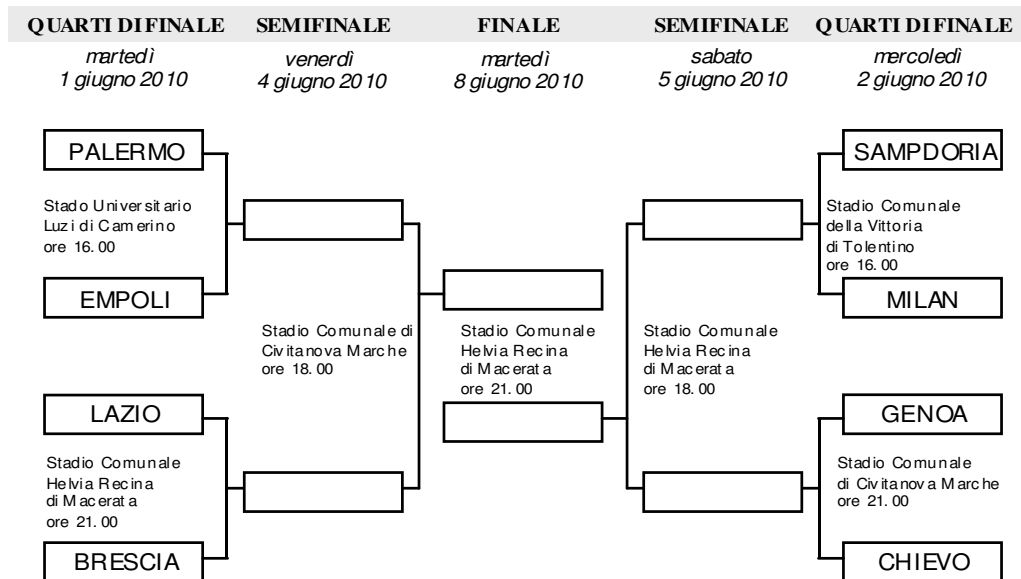 QUARTI DI FINALE SEMIFINALE FINALE SEMIFINALE QUARTI DI FINALE
martedì venerdì martedì sabato mercoledì
1 giugno 2010 4 giugno 2010 8 giugno 2010 5 giugno 2010 2 giugno 2010
PALERMO
Stado Universitario
Luzi di Camerino
ore 16.00
EMPOLI
LAZIO
Stadio Comunale
Helvia Recina
di Macerata
ore 21.00
BRESCIA
Stadio Comunale di
Civitanova Marche
ore 18.00
Stadio Comunale
Helvia Recina
di Macerata
ore 21.00
Stadio Comunale
Helvia Recina
di Macerata
ore 18.00
SAMPDORIA
Stadio Comunale
della Vittoria
di Tolentino
ore 16.00
MILAN
GENOA
Stadio Comunale
di Civitanova Marche
ore 21.00
CHIEVO